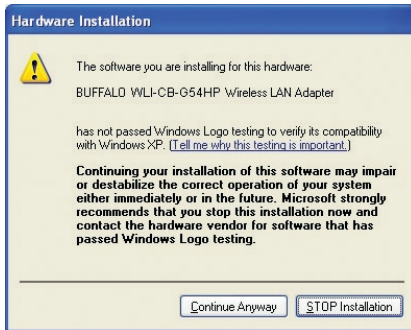 Hardware Installation
The software you are installing for this hardware:
BUFFALO WLI-CB-G54HP Wireless LAN Adapter
has not passed Windows Logo testing to verify its compatibility
with Windows XP. (Tell me why this testing is important.)
Continuing your installation of this software may impair
or destabilize the correct operation of your system
either immediately or in the future. Microsoft strongly
recommends that you stop this installation now and
contact the hardware vendor for software that has
passed Windows Logo testing.
Continue Anyway
STOP Installation